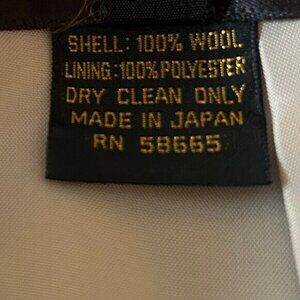 SHELL: 100% WOOL
LINING:100% POLYESTER
DRY CLEAN ONLY
MADE IN JAPAN
RN 58665